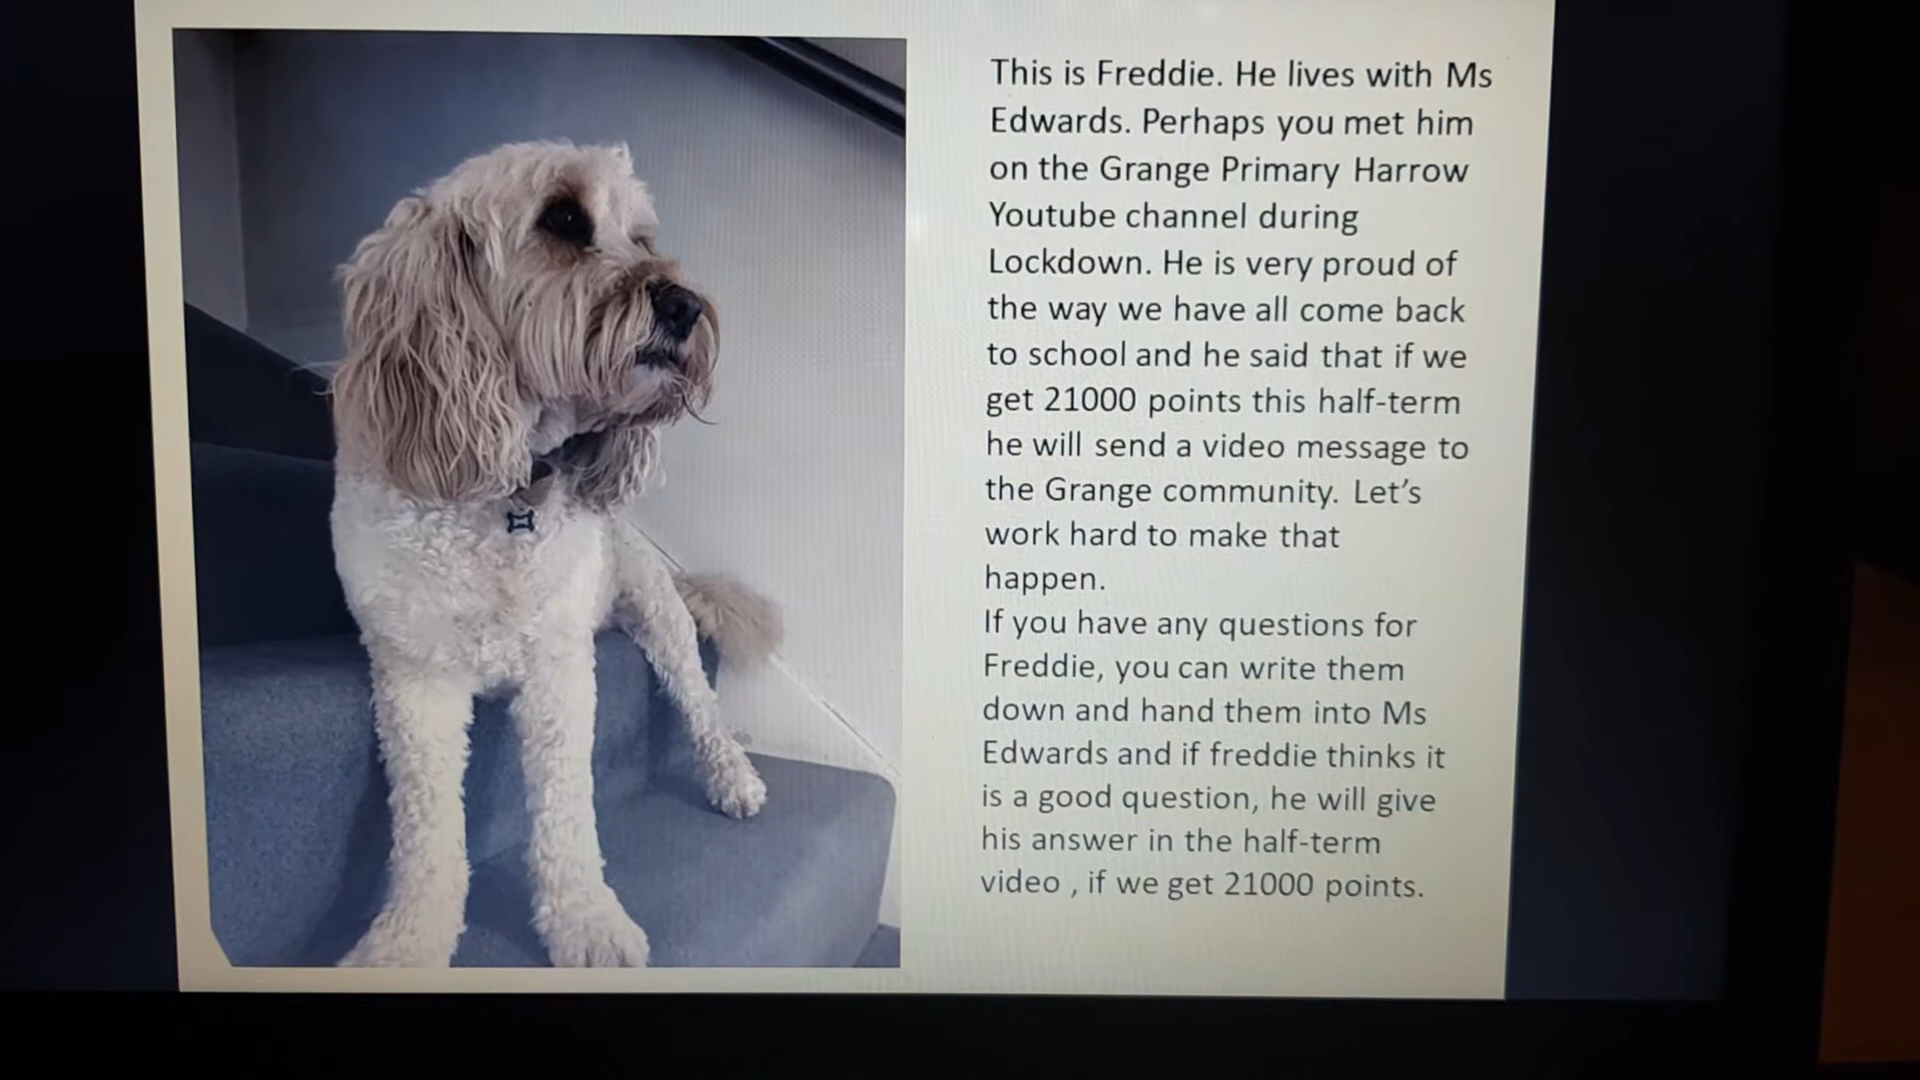 This is Freddie. He lives with Ms
Edwards. Perhaps you met him
on the Grange Primary Harrow
Youtube channel during
Lockdown. He is very proud of
the way we have all come back
to school and he said that if we
get 21000 points this half-term
he will send a video message to
the Grange community. Let’s
work hard to make that
happen.
If you have any questions for
Freddie, you can write them
down and hand them into Ms
Edwards and if freddie thinks it
is a good question, he will give
his answer in the half-term
video , if we get 21000 points.